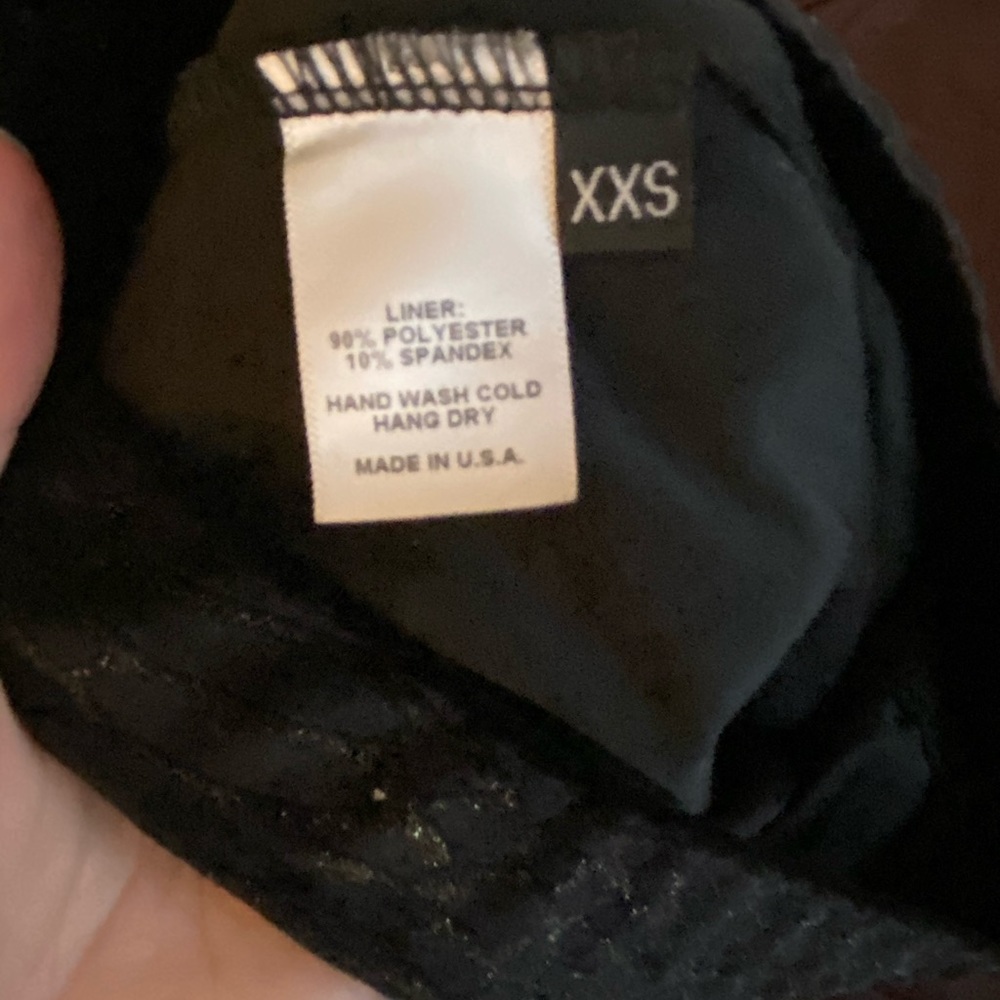 XXS
LINER:
90% POLYESTER
10% SPANDEX
HAND WASH COLD
HANG DRY
MADE IN U.S.A.